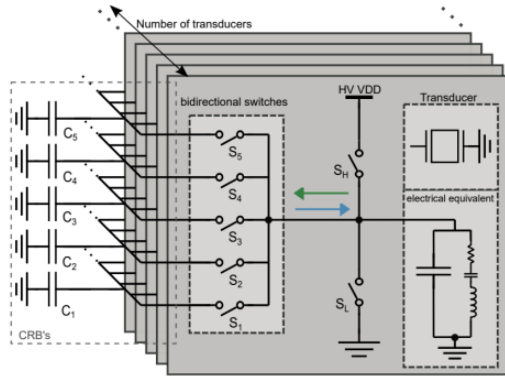 Number of transducers
bidirectional switches
HV VDD
Transducer
C5
S5
SH
C4
S4
electrical equivalent
C3
S3
C2
S2
SL
C1
S1
CRB's